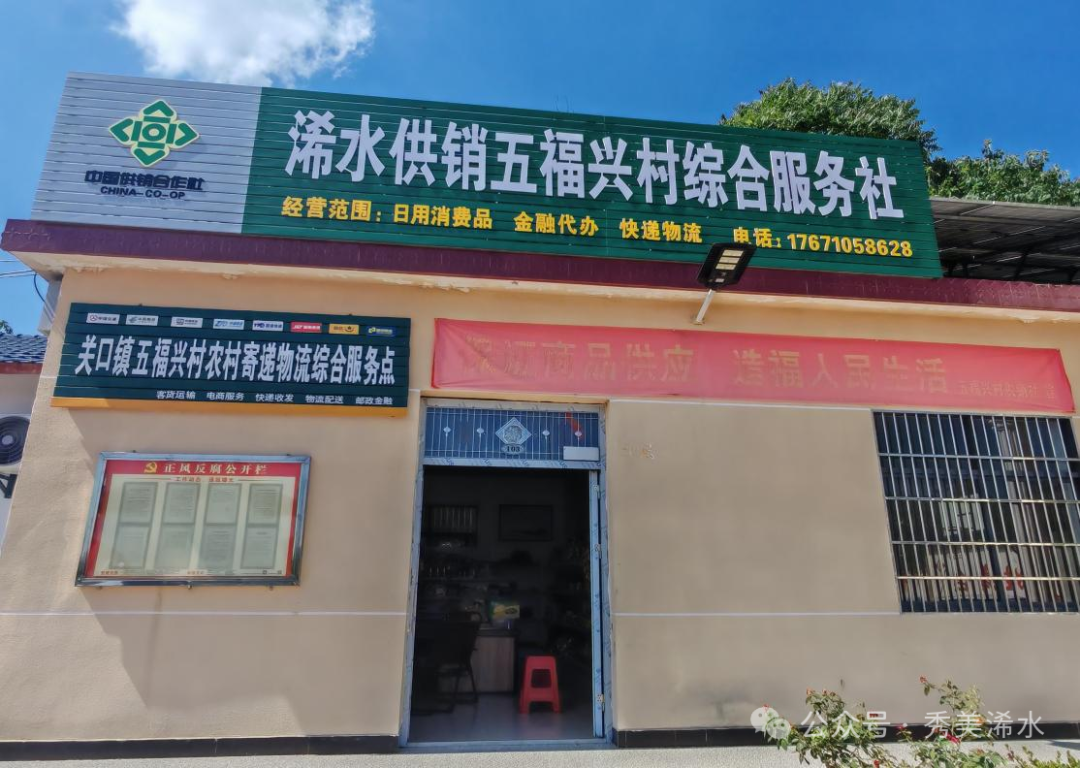 浠水供销五福兴村综合服务社
中国供销合作社
CHINA-CO-OP
经营范围：日用消费品 金融代办 快递物流 电话：17671058628
关口镇五福兴村农村寄递物流综合服务点
客货运输 电商服务 快递收发 物流配送 邮政金融
商品供应 造福人民生活
正风反腐公开栏
103
公众号·秀美浠水